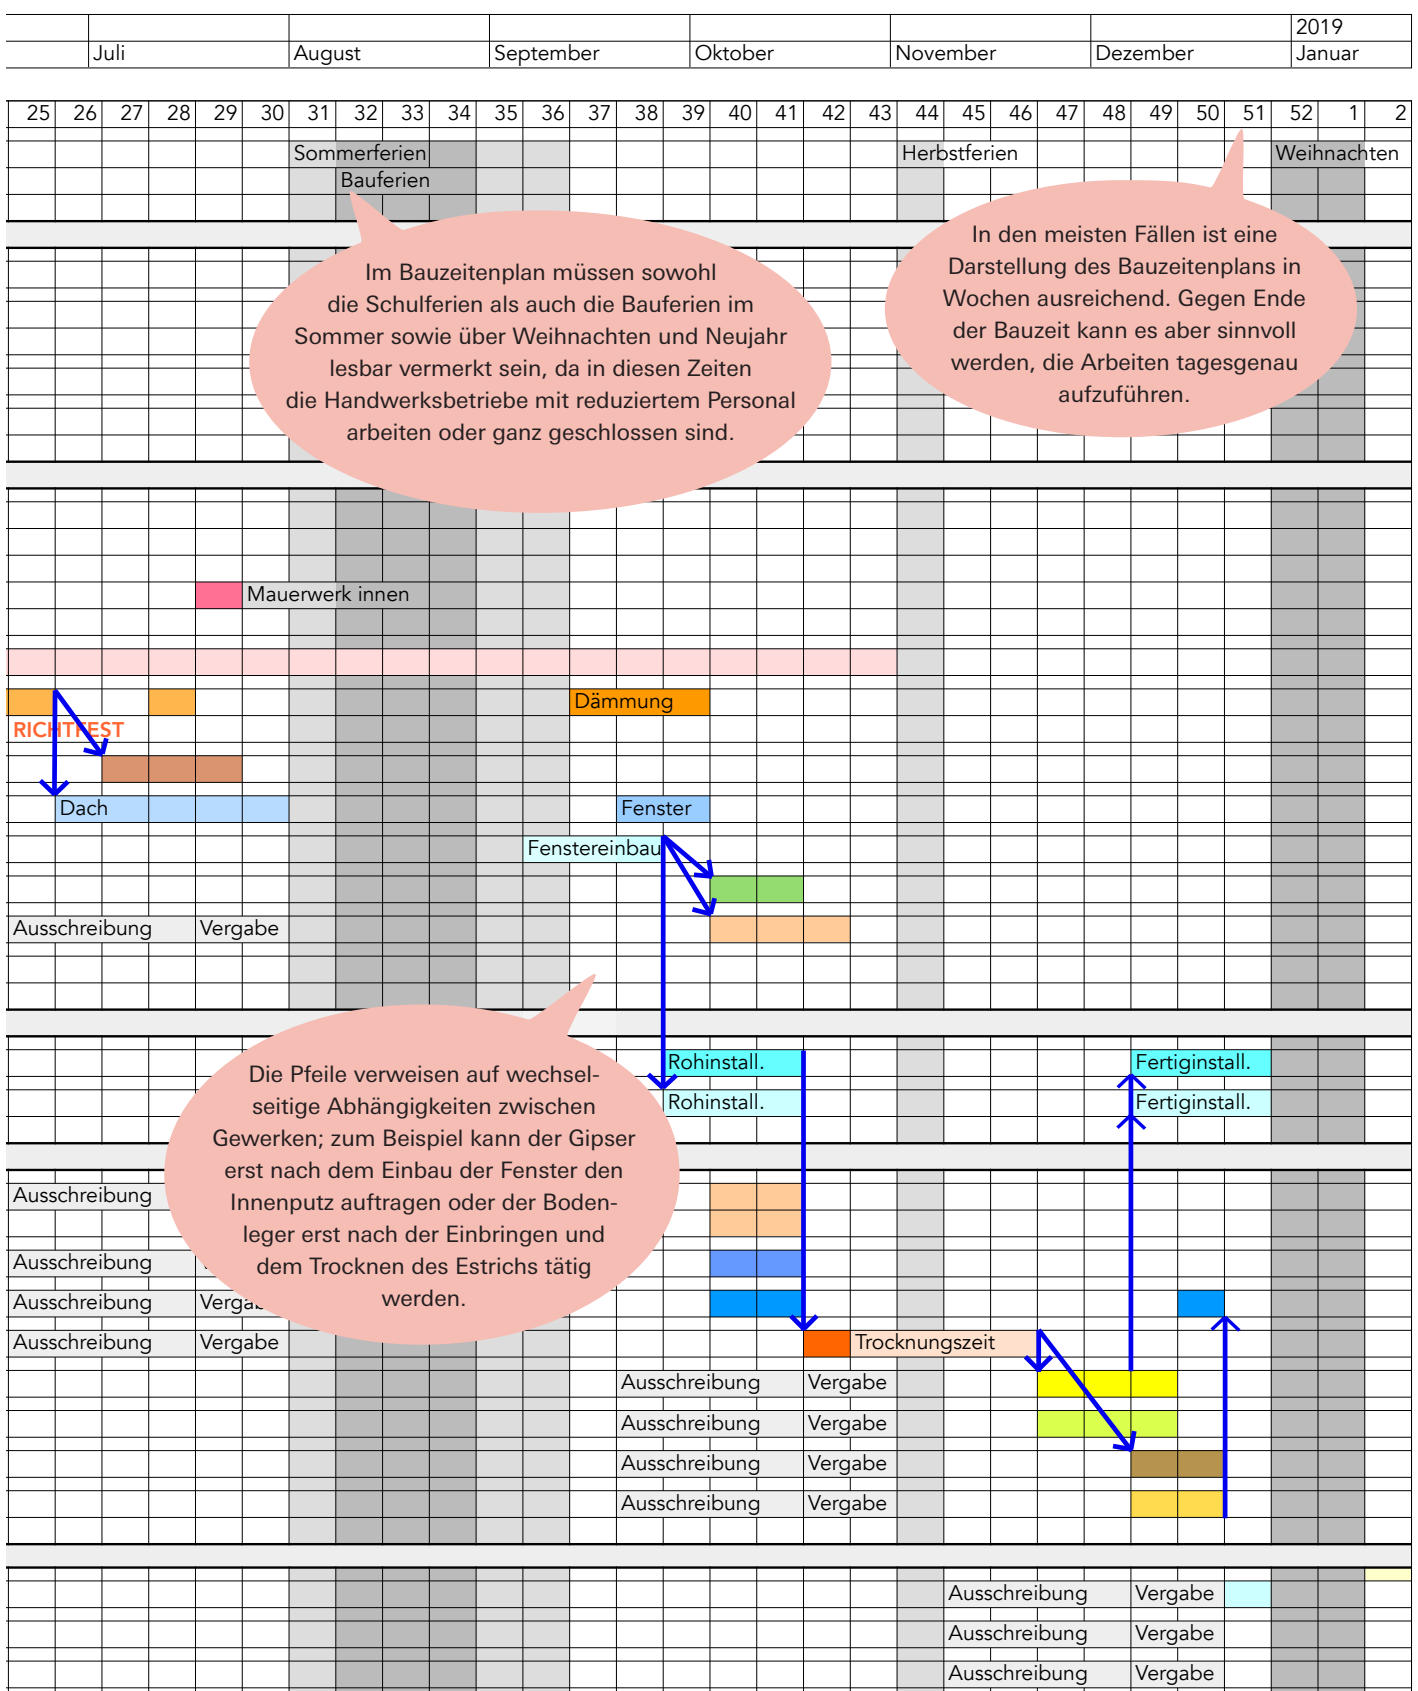 2019
Juli August September Oktober November Dezember Januar
25 26 27 28 29 30 31 32 33 34 35 36 37 38 39 40 41 42 43 44 45 46 47 48 49 50 51 52 1 2
Sommerferien Herbstferien Weihnachten
Bauferien
In den meisten Fällen ist eine
Darstellung des Bauzeitenplans in
Wochen ausreichend. Gegen Ende
der Bauzeit kann es aber sinnvoll
werden, die Arbeiten tagesgenau
aufzuführen.
Im Bauzeitenplan müssen sowohl
die Schulferien als auch die Bauferien im
Sommer sowie über Weihnachten und Neujahr
lesbar vermerkt sein, da in diesen Zeiten
die Handwerksbetriebe mit reduziertem Personal
arbeiten oder ganz geschlossen sind.
Mauerwerk innen
Dämmung
RICHTFEST
Dach Fenster
Fenstereinbau
Ausschreibung Vergabe
Rohinstall. Fertiginstall.
Rohinstall. Fertiginstall.
Die Pfeile verweisen auf wechsel-
seitige Abhängigkeiten zwischen
Gewerken; zum Beispiel kann der Gipser
erst nach dem Einbau der Fenster den
Innenputz auftragen oder der Boden-
leger erst nach der Einbringen und
dem Trocknen des Estrichs tätig
werden.
Ausschreibung
Ausschreibung
Ausschreibung
Ausschreibung Vergabe Trocknungszeit
Ausschreibung Vergabe
Ausschreibung Vergabe
Ausschreibung Vergabe
Ausschreibung Vergabe
Ausschreibung Vergabe
Ausschreibung Vergabe
Ausschreibung Vergabe